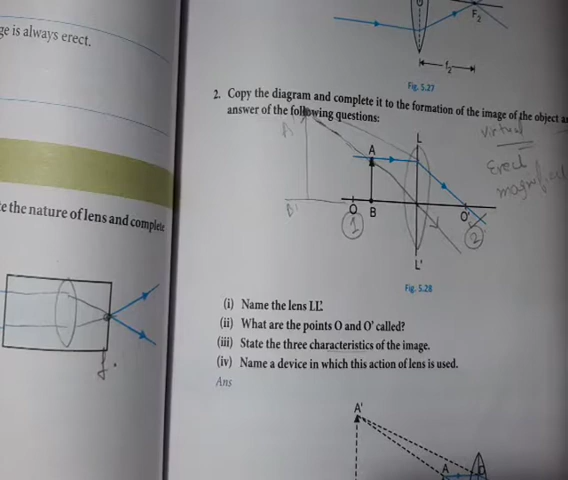 ge is always erect.
te the nature of lens and complete
f.
F₂
Fig. 5.27
2. Copy the diagram and complete it to the formation of the image of the object a
answer of the following questions:
A'
virtual
Erect
magnified
L
A
B'
O
B
O'
1
2
L'
Fig. 5.28
(i) Name the lens LL'.
(ii) What are the points O and O' called?
(iii) State the three characteristics of the image.
(iv) Name a device in which this action of lens is used.
Ans
A'
A